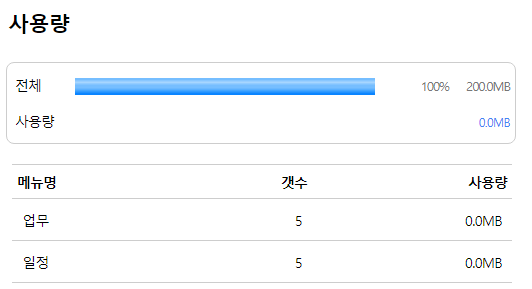 사용량
전체 100% 200.0MB
사용량 0.0MB
메뉴명 갯수 사용량
업무 5 0.0MB
일정 5 0.0MB